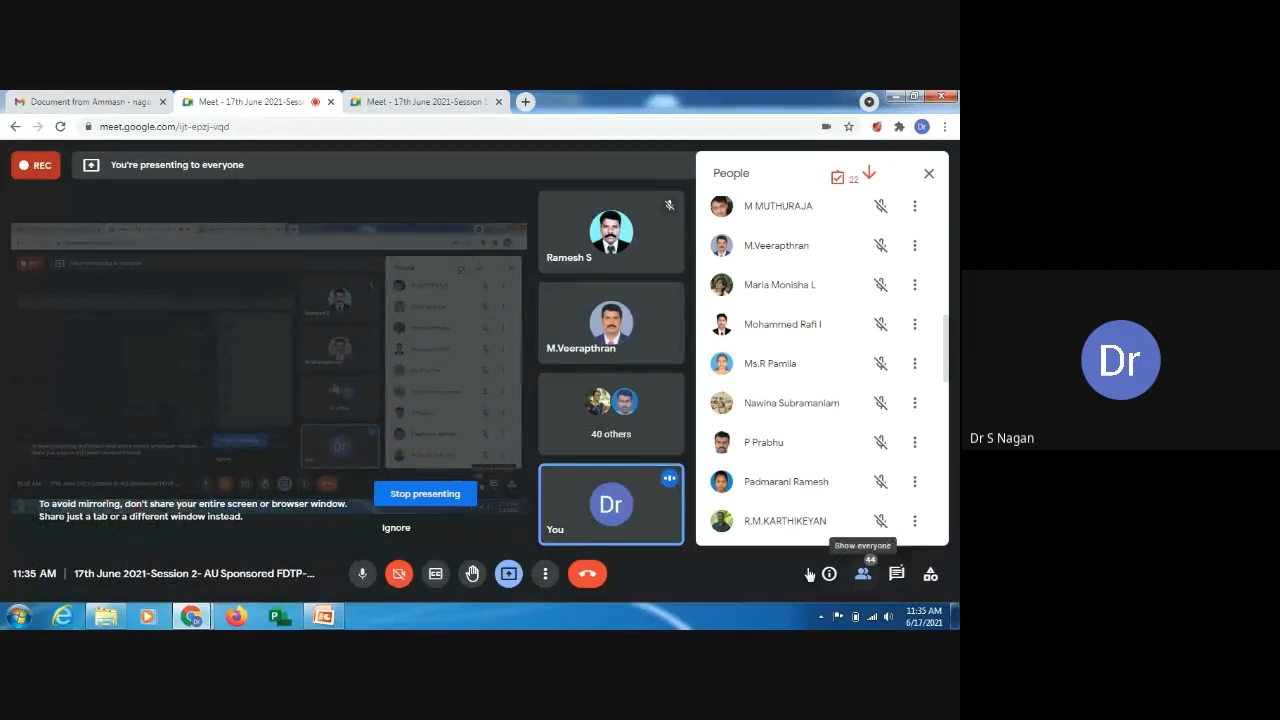 Document from Ammasn - naga
Meet - 17th June 2021-Sess
Meet - 17th June 2021-Session 1
Dr
meet.google.com/ijt-epzj-vqd
REC
You're presenting to everyone
People
22
M MUTHURAJA
M.Veerapthran
Maria Monisha L
Mohammed Rafi I
Ms.R Pamila
Nawina Subramaniam
P Prabhu
Padmarani Ramesh
R.M.KARTHIKEYAN
Ramesh S
M.Veerapthran
40 others
Dr
You
To avoid mirroring, don't share your entire screen or browser window.
Share just a tab or a different window instead.
Stop presenting
Ignore
Show everyone
44
11:35 AM | 17th June 2021-Session 2- AU Sponsored FDTP-...
11:35 AM
6/17/2021
Dr
Dr S Nagan